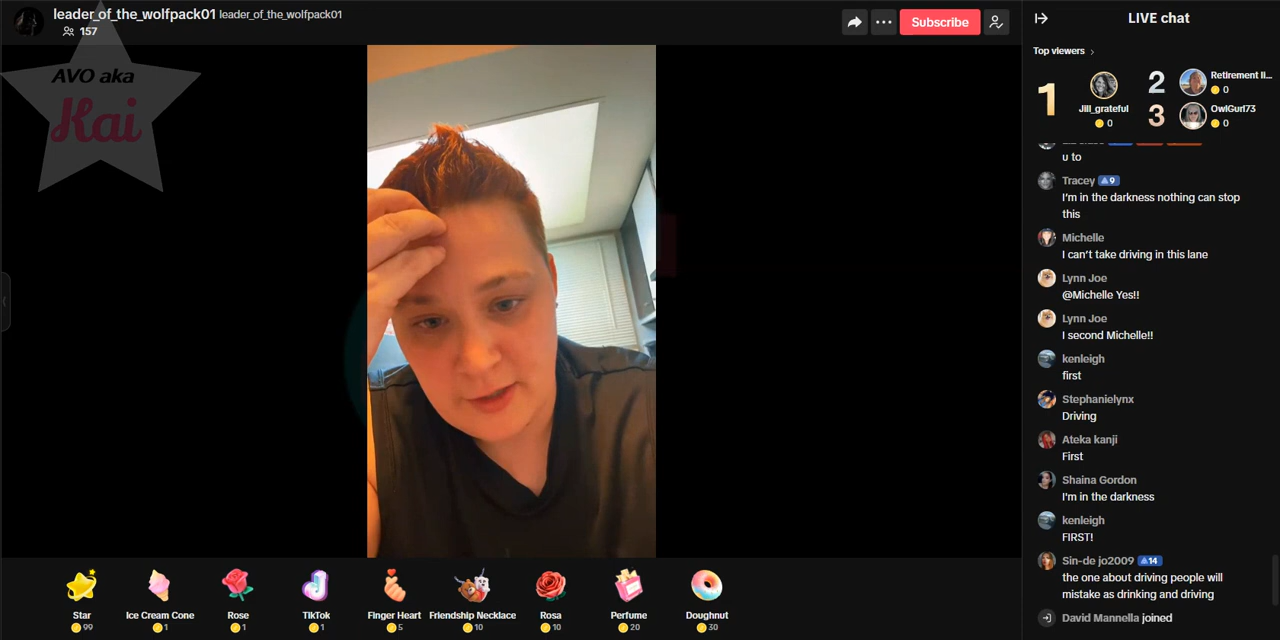 leader_of_the_wolfpack01 leader_of_the_wolfpack01
157
Subscribe
AVO aka
Kai
LIVE chat
Top viewers
1
Jill_grateful
0
2
Retirement li...
0
3
OwlGurl73
0
u to
Tracey 9
I'm in the darkness nothing can stop
this
Michelle
I can't take driving in this lane
Lynn Joe
@Michelle Yes!!
Lynn Joe
I second Michelle!!
kenleigh
first
Stephanielynx
Driving
Ateka kanji
First
Shaina Gordon
I'm in the darkness
kenleigh
FIRST!
Sin-de jo2009 14
the one about driving people will
mistake as drinking and driving
David Mannella joined
Star
99
Ice Cream Cone
1
Rose
1
TikTok
1
Finger Heart
5
Friendship Necklace
10
Rosa
10
Perfume
20
Doughnut
30